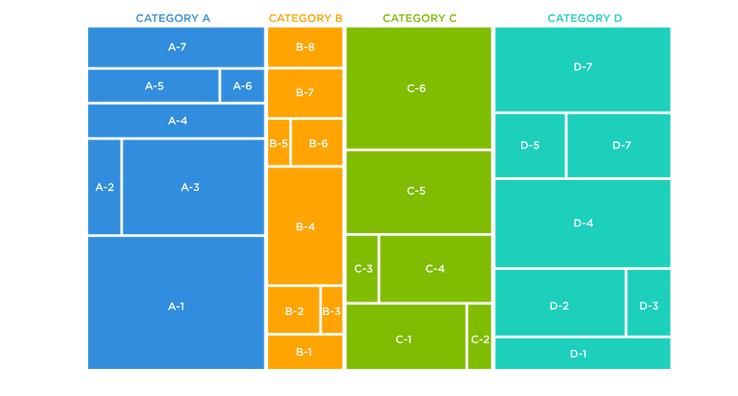 CATEGORY A
CATEGORY B
CATEGORY C
CATEGORY D
A-7
A-5
A-6
A-4
A-2
A-3
A-1
B-8
B-7
B-5
B-6
B-4
B-2
B-3
B-1
C-6
C-5
C-3
C-4
C-1
C-2
D-7
D-5
D-7
D-4
D-2
D-3
D-1